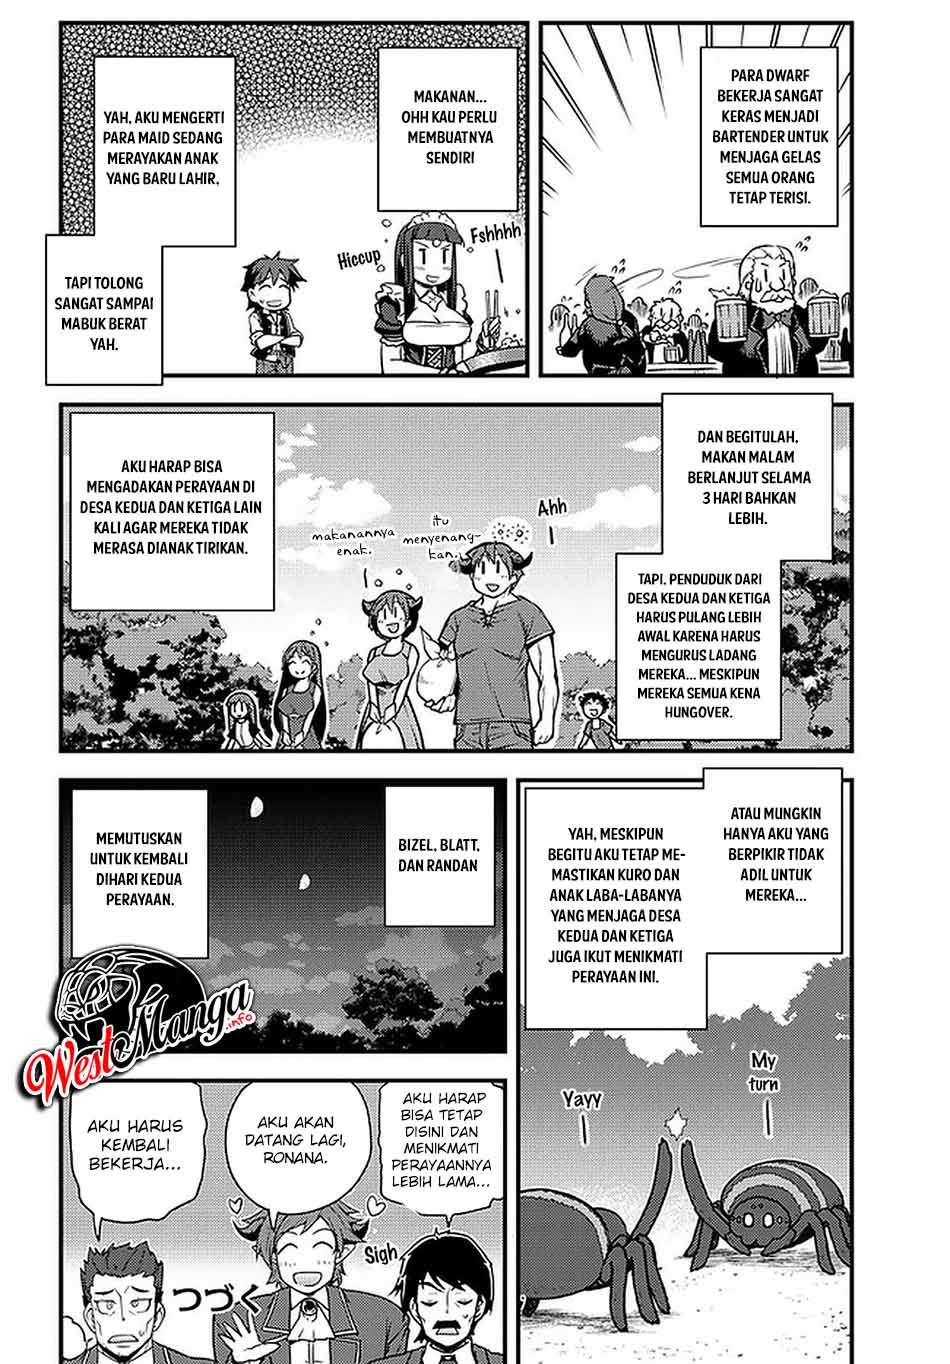 PARA DWARF
BEKERJA SANGAT
KERAS MENJADI
BARTENDER UNTUK
MENJAGA GELAS
SEMUA ORANG
TETAP TERISI.
MAKANAN...
OHH KAU PERLU
MEMBUATNYA
SENDIRI
Fshhhh
Hiccup
YAH, AKU MENGERTI
PARA MAID SEDANG
MERAYAKAN ANAK
YANG BARU LAHIR,
TAPI TOLONG
SANGAT SAMPAI
MABUK BERAT
YAH.
DAN BEGITULAH,
MAKAN MALAM
BERLANJUT SELAMA
3 HARI BAHKAN
LEBIH.
TAPI, PENDUDUK DARI
DESA KEDUA DAN KETIGA
HARUS PULANG LEBIH
AWAL KARENA HARUS
MENGURUS LADANG
MEREKA... MESKIPUN
MEREKA SEMUA KENA
HUNGOVER.
Ahh
itu
menyenang-
kan.
makanannya
enak.
AKU HARAP BISA
MENGADAKAN PERAYAAN DI
DESA KEDUA DAN KETIGA LAIN
KALI AGAR MEREKA TIDAK
MERASA DIANAK TIRIKAN.
ATAU MUNGKIN
HANYA AKU YANG
BERPIKIR TIDAK
ADIL UNTUK
MEREKA...
YAH, MESKIPUN
BEGITU AKU TETAP ME-
MASTIKAN KURO DAN
ANAK LABA-LABANYA
YANG MENJAGA DESA
KEDUA DAN KETIGA
JUGA IKUT MENIKMATI
PERAYAAN INI.
My
turn
Yayy
BIZEL, BLATT,
DAN RANDAN
MEMUTUSKAN
UNTUK KEMBALI
DIHARI KEDUA
PERAYAAN.
WestManga
.info
AKU HARAP
BISA TETAP
DISINI DAN
MENIKMATI
PERAYAANNYA
LEBIH LAMA...
Sigh
AKU AKAN
DATANG LAGI,
RONANA.
AKU HARUS
KEMBALI
BEKERJA...
つづく